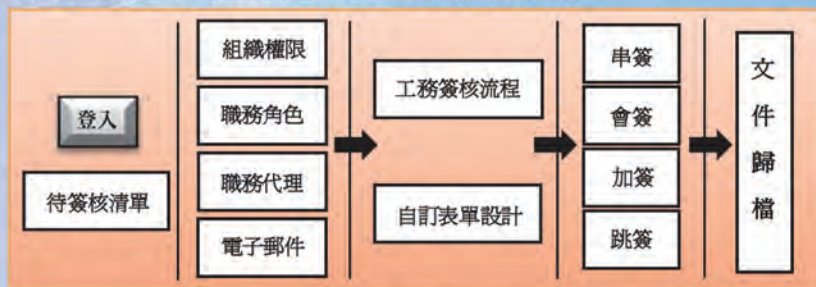 登入
待簽核清單
組織權限
職務角色
職務代理
電子郵件
工務簽核流程
自訂表單設計
串簽
會簽
加簽
跳簽
文件歸檔